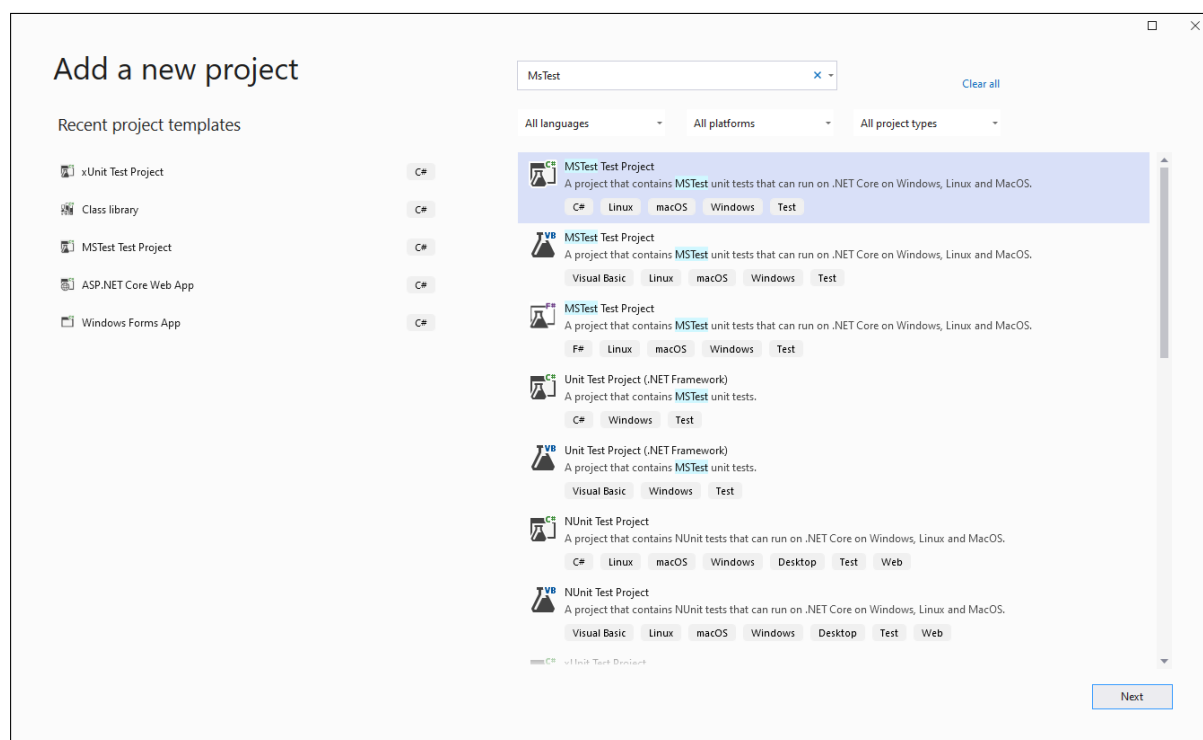 Add a new project
Recent project templates
xUnit Test Project C#
Class library C#
MSTest Test Project C#
ASP.NET Core Web App C#
Windows Forms App C#
MsTest
Clear all
All languages All platforms All project types
C# MSTest Test Project
A project that contains MSTest unit tests that can run on .NET Core on Windows, Linux and MacOS.
C# Linux macOS Windows Test
VB MSTest Test Project
A project that contains MSTest unit tests that can run on .NET Core on Windows, Linux and MacOS.
Visual Basic Linux macOS Windows Test
F# MSTest Test Project
A project that contains MSTest unit tests that can run on .NET Core on Windows, Linux and MacOS.
F# Linux macOS Windows Test
C# Unit Test Project (.NET Framework)
A project that contains MSTest unit tests.
C# Windows Test
VB Unit Test Project (.NET Framework)
A project that contains MSTest unit tests.
Visual Basic Windows Test
C# NUnit Test Project
A project that contains NUnit tests that can run on .NET Core on Windows, Linux and MacOS.
C# Linux macOS Windows Desktop Test Web
VB NUnit Test Project
A project that contains NUnit tests that can run on .NET Core on Windows, Linux and MacOS.
Visual Basic Linux macOS Windows Desktop Test Web
C# xUnit Test Project
Next